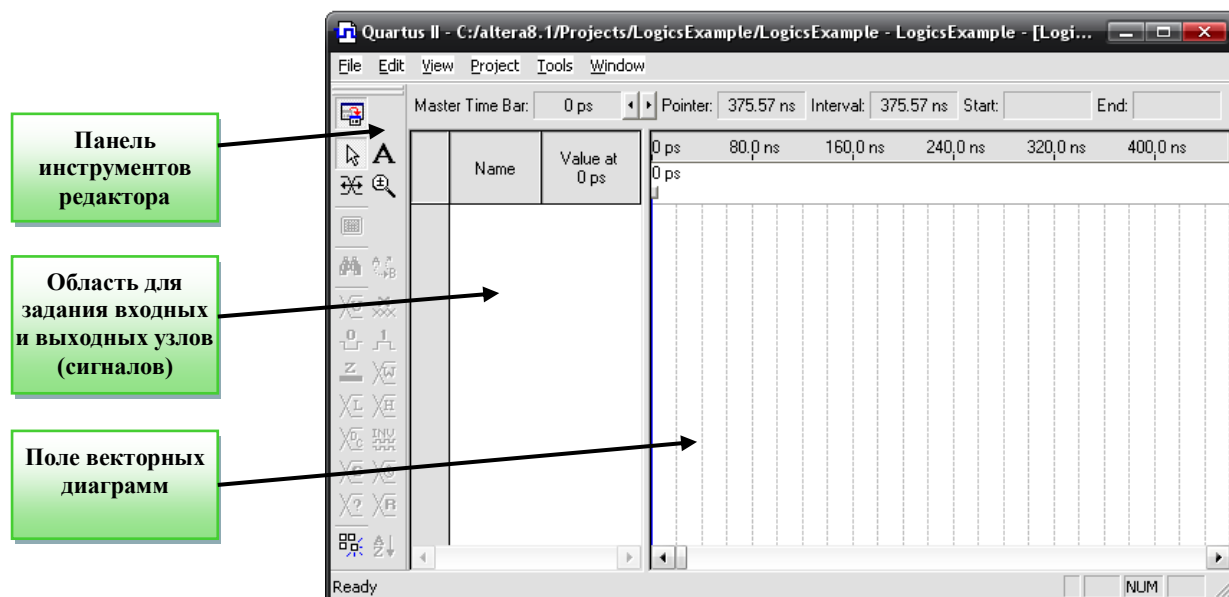 Quartus II - C:/altera8.1/Projects/LogicsExample/LogicsExample - LogicsExample - [Logi...
File Edit View Project Tools Window
Master Time Bar: 0 ps Pointer: 375.57 ns Interval: 375.57 ns Start: End:
Панель
инструментов
редактора
Область для
задания входных
и выходных узлов
(сигналов)
Поле векторных
диаграмм
A
Name
Value at
0 ps
0 ps 80.0 ns 160.0 ns 240.0 ns 320.0 ns 400.0 ns
0 ps
Ready
NUM